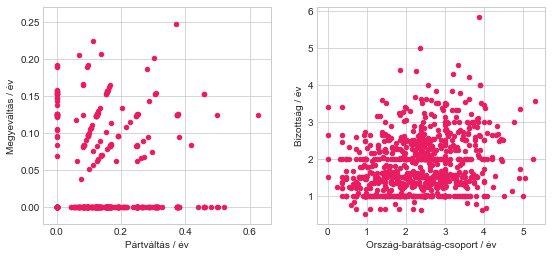 0.25
0.20
0.15
0.10
0.05
0.00
Megyeváltás / év
0.0 0.2 0.4 0.6
Pártváltás / év
6
5
4
3
2
1
Bizottság / év
0 1 2 3 4 5
Ország-barátság-csoport / év